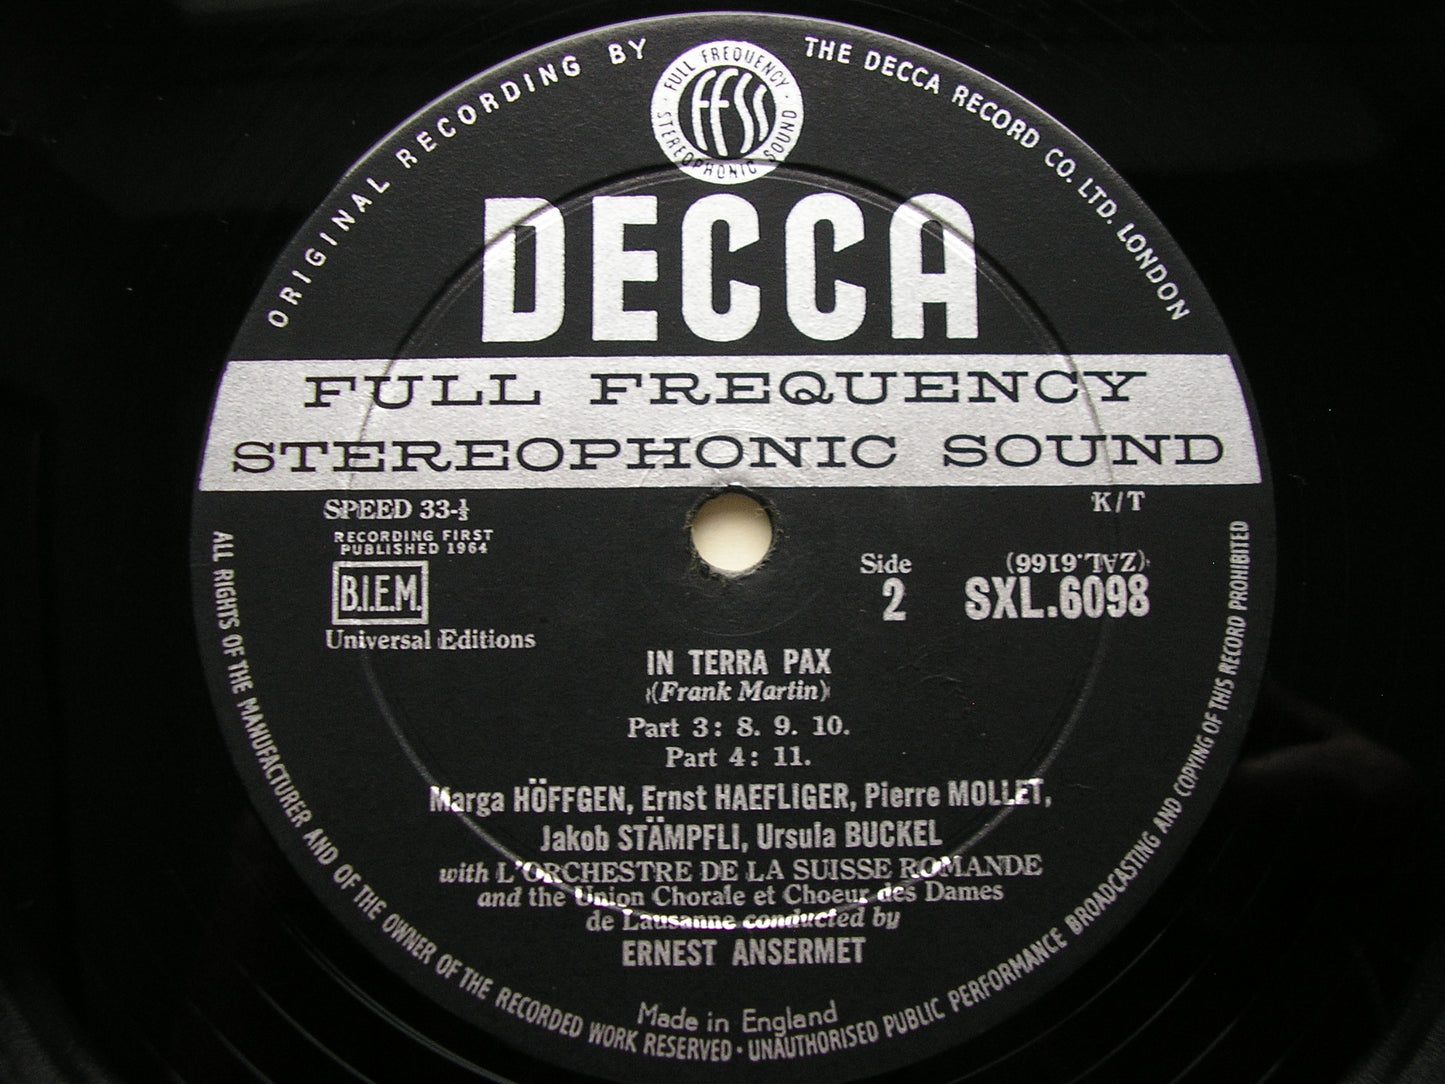 ORIGINAL RECORDING BY THE DECCA RECORD CO. LTD. LONDON
FULL FREQUENCY
STEREOPHONIC SOUND
FFSS
DECCA
FULL FREQUENCY
STEREOPHONIC SOUND
SPEED 33-⅓
K/T
RECORDING FIRST
PUBLISHED 1964
B.I.E.M.
Universal Editions
Side
2
(ZAL.6166)
SXL.6098
IN TERRA PAX
(Frank Martin)
Part 3: 8. 9. 10.
Part 4: 11.
Marga HÖFFGEN, Ernst HAEFLIGER, Pierre MOLLET,
Jakob STÄMPFLI, Ursula BUCKEL
with L'ORCHESTRE DE LA SUISSE ROMANDE
and the Union Chorale et Choeur des Dames
de Lausanne conducted by
ERNEST ANSERMET
Made in England
ALL RIGHTS OF THE MANUFACTURER AND OF THE OWNER OF THE RECORDED WORK RESERVED · UNAUTHORISED PUBLIC PERFORMANCE BROADCASTING AND COPYING OF THIS RECORD PROHIBITED